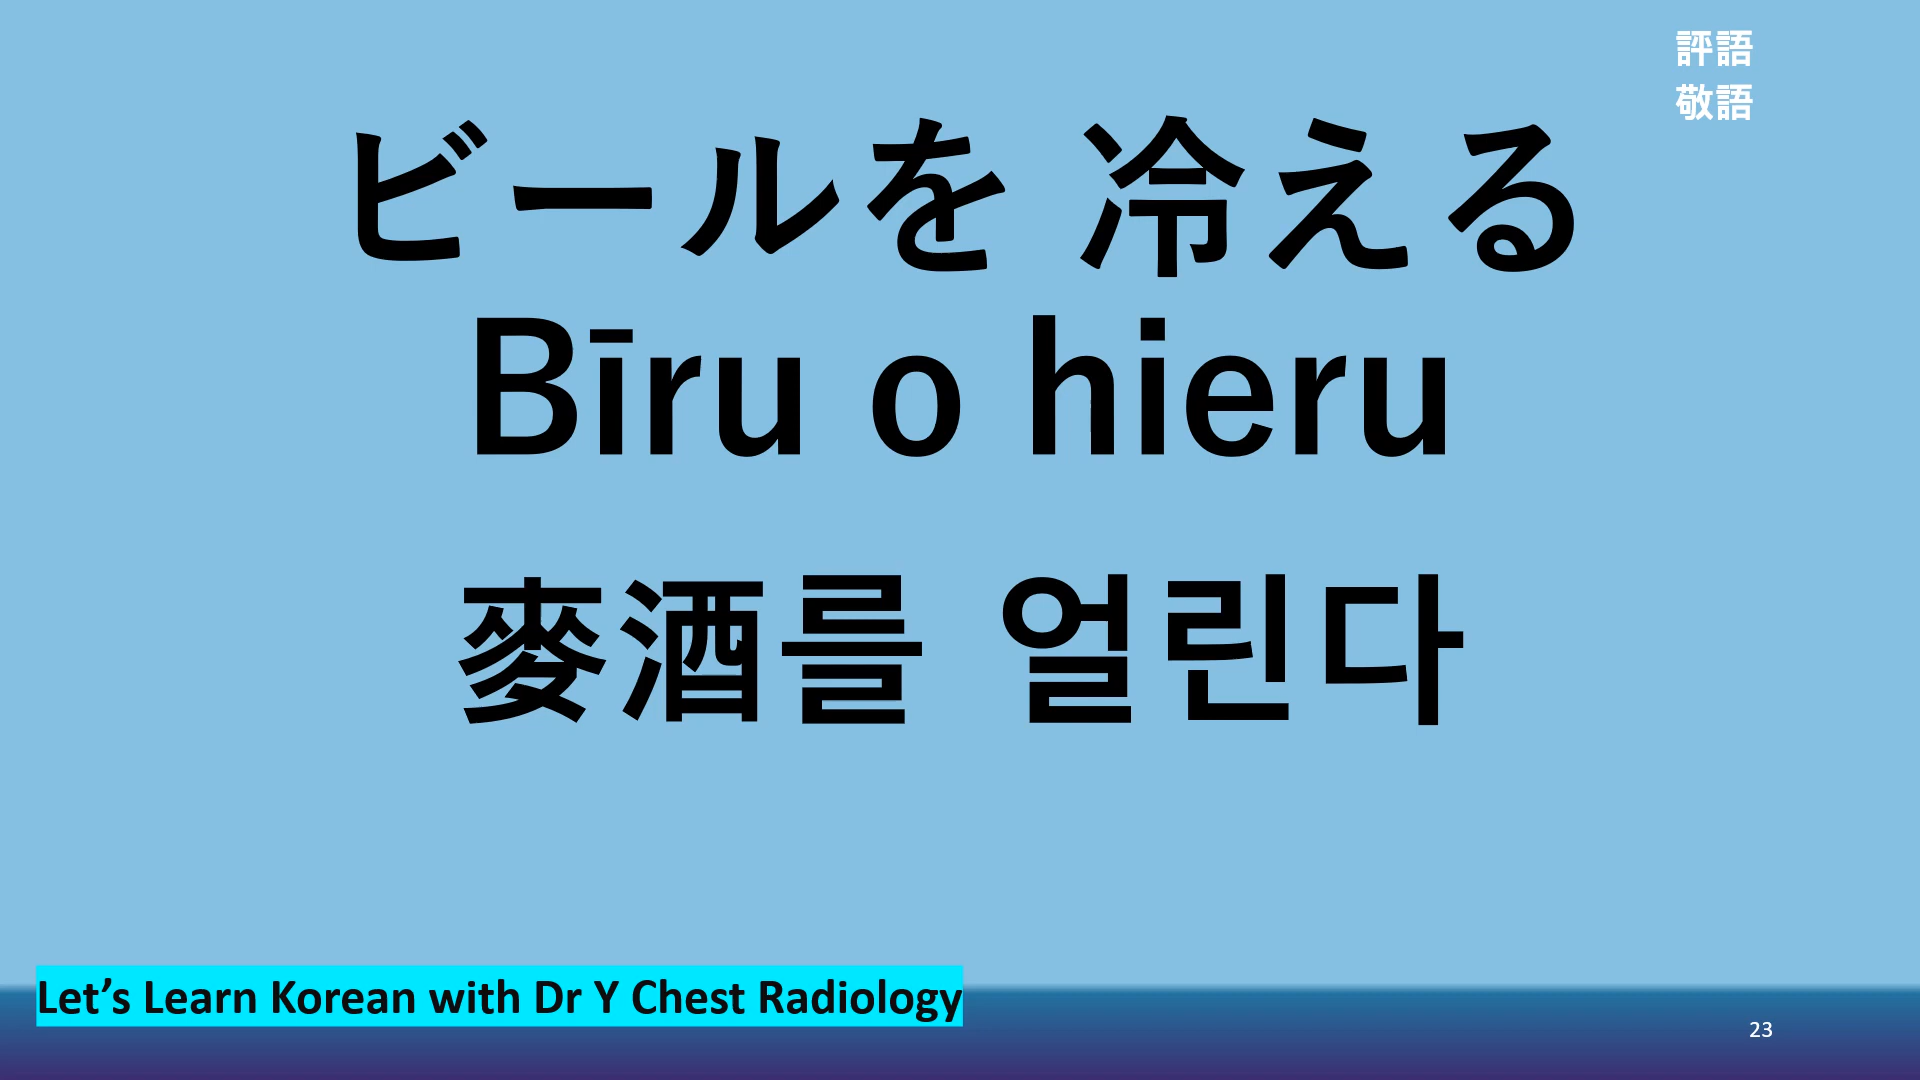 評語
敬語
ビールを 冷える
Bīru o hieru
麥酒를 얼린다
Let’s Learn Korean with Dr Y Chest Radiology
23